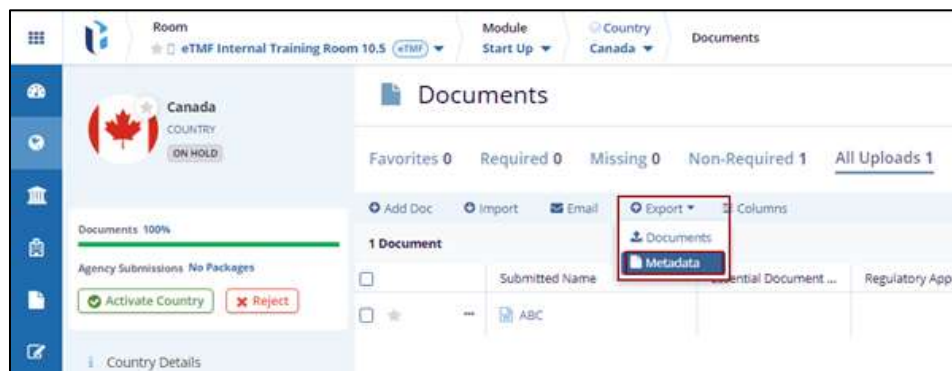 Room
Module
Country
eTMF Internal Training Room 10.5 eTMF
Start Up
Canada
Documents
Canada
COUNTRY
ON HOLD
Documents
Favorites 0 Required 0 Missing 0 Non-Required 1 All Uploads 1
Add Doc Import Email Export Columns
Documents 100%
1 Document
Documents
Metadata
Agency Submissions No Packages
Submitted Name
Essential Document ...
Regulatory App
Activate Country Reject
ABC
Country Details